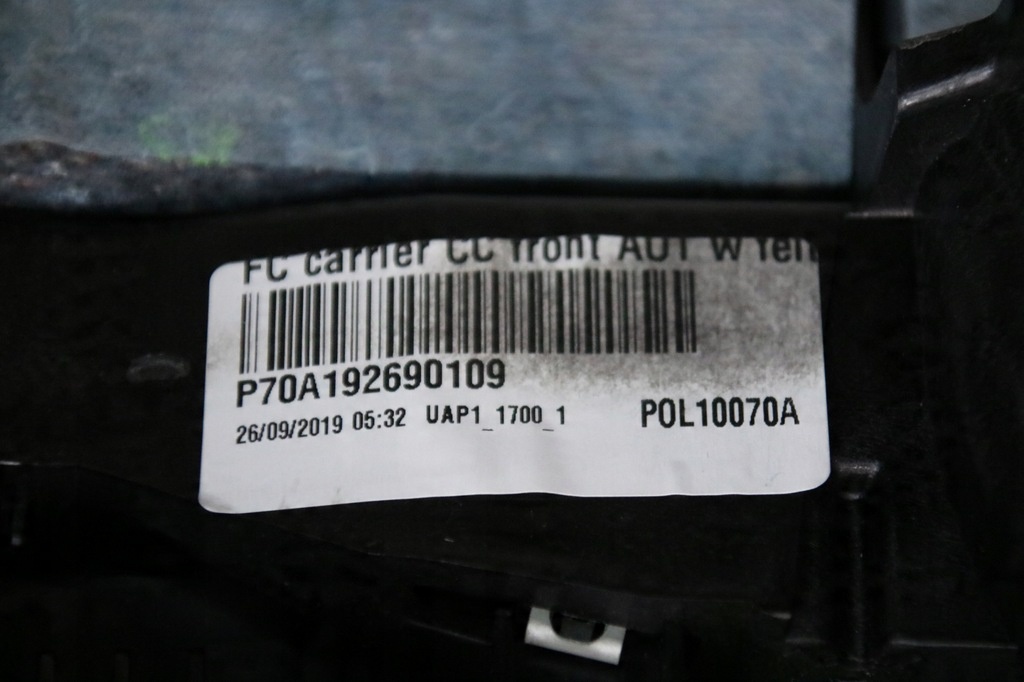 FC carrier CC front AUT w
P70A192690109
26/09/2019 05:32 UAP1_1700_1 POL10070A